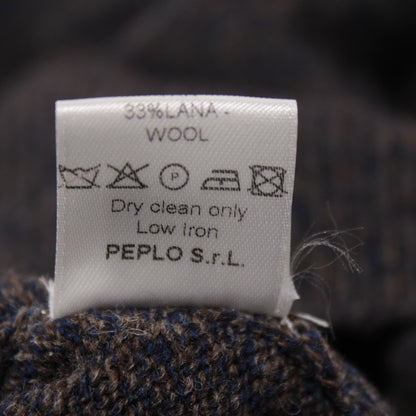 33%LANA -
WOOL
P
Dry clean only
Low Iron
PEPLO S.r.L.